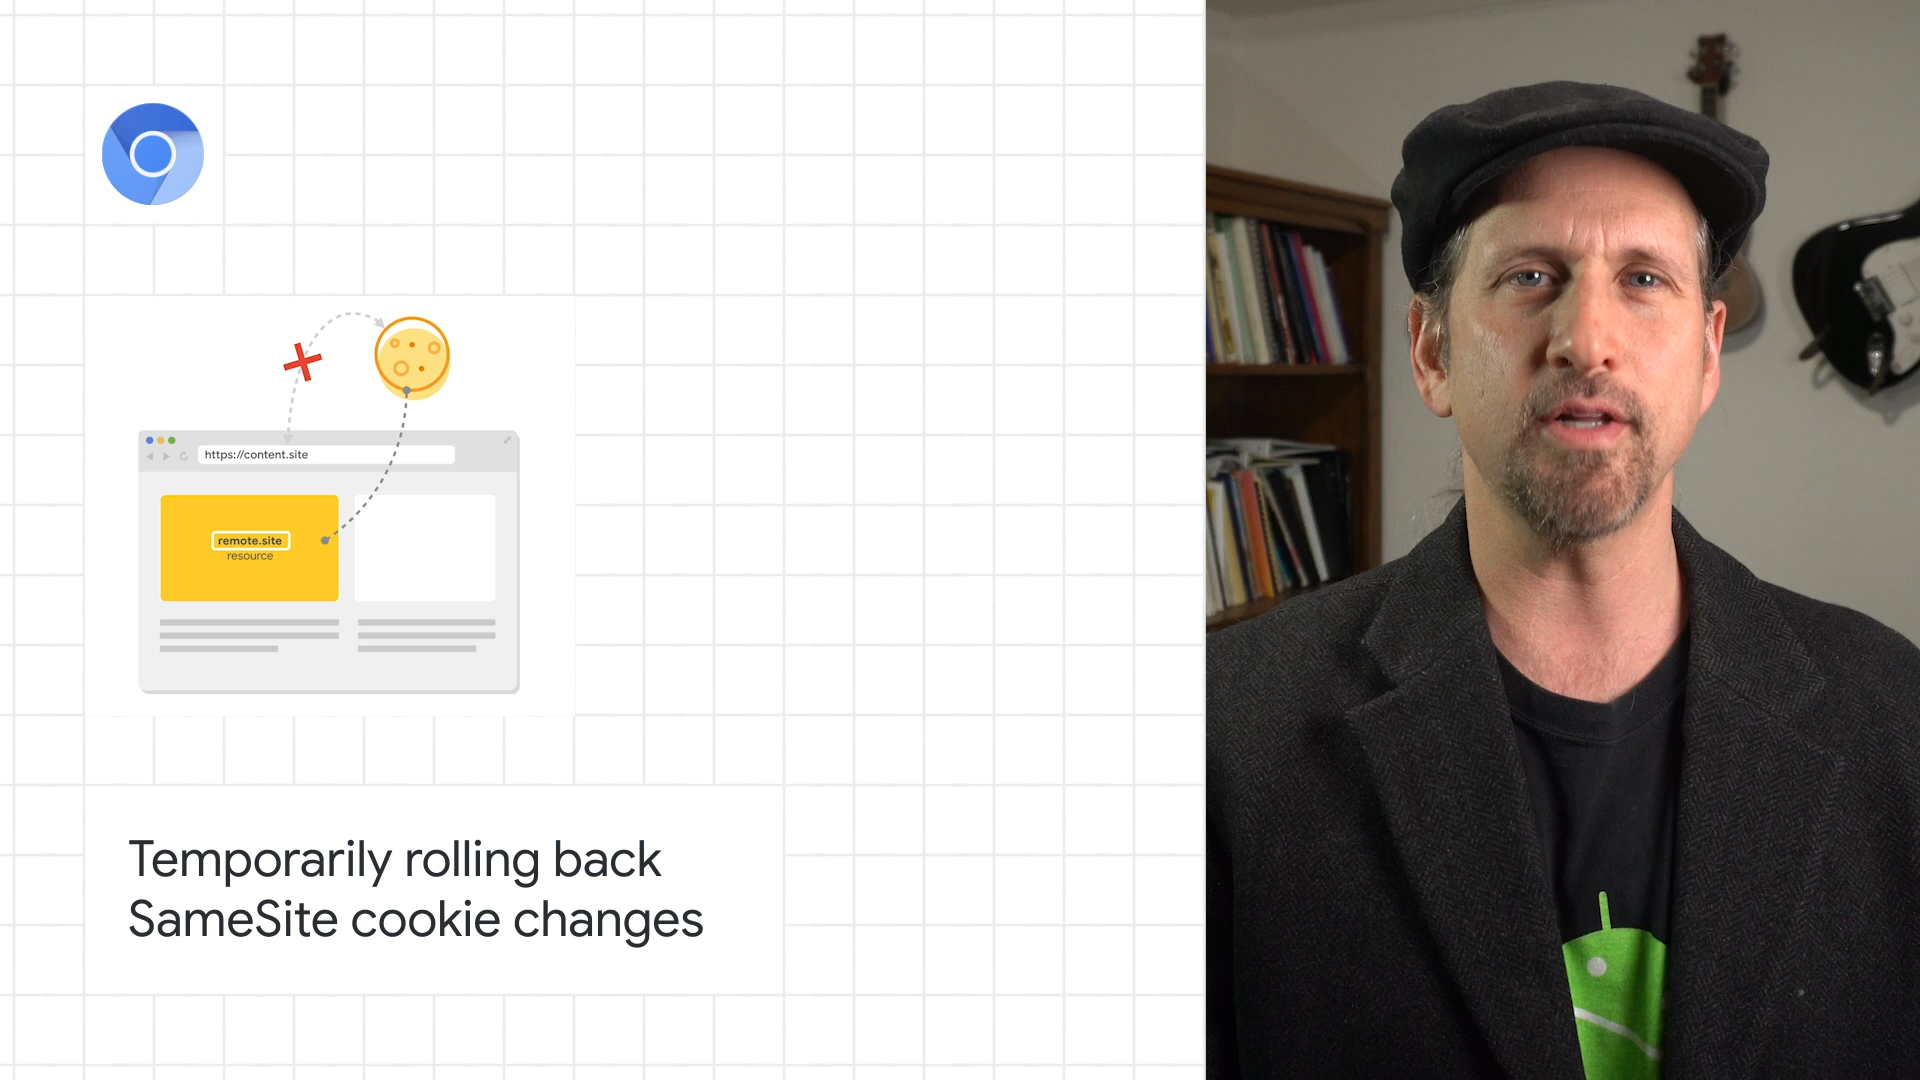 https://content.site
remote.site
resource
Temporarily rolling back
SameSite cookie changes